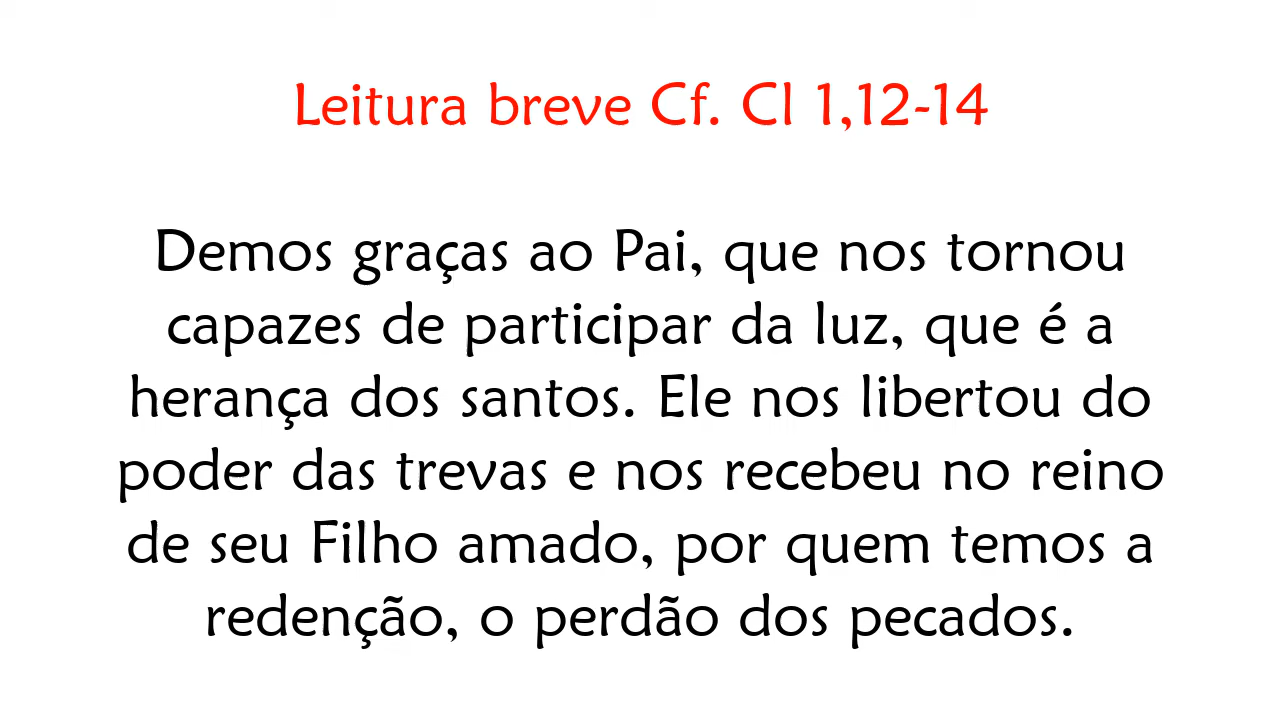 Leitura breve Cf. Cl 1,12-14
Demos graças ao Pai, que nos tornou
capazes de participar da luz, que é a
herança dos santos. Ele nos libertou do
poder das trevas e nos recebeu no reino
de seu Filho amado, por quem temos a
redenção, o perdão dos pecados.